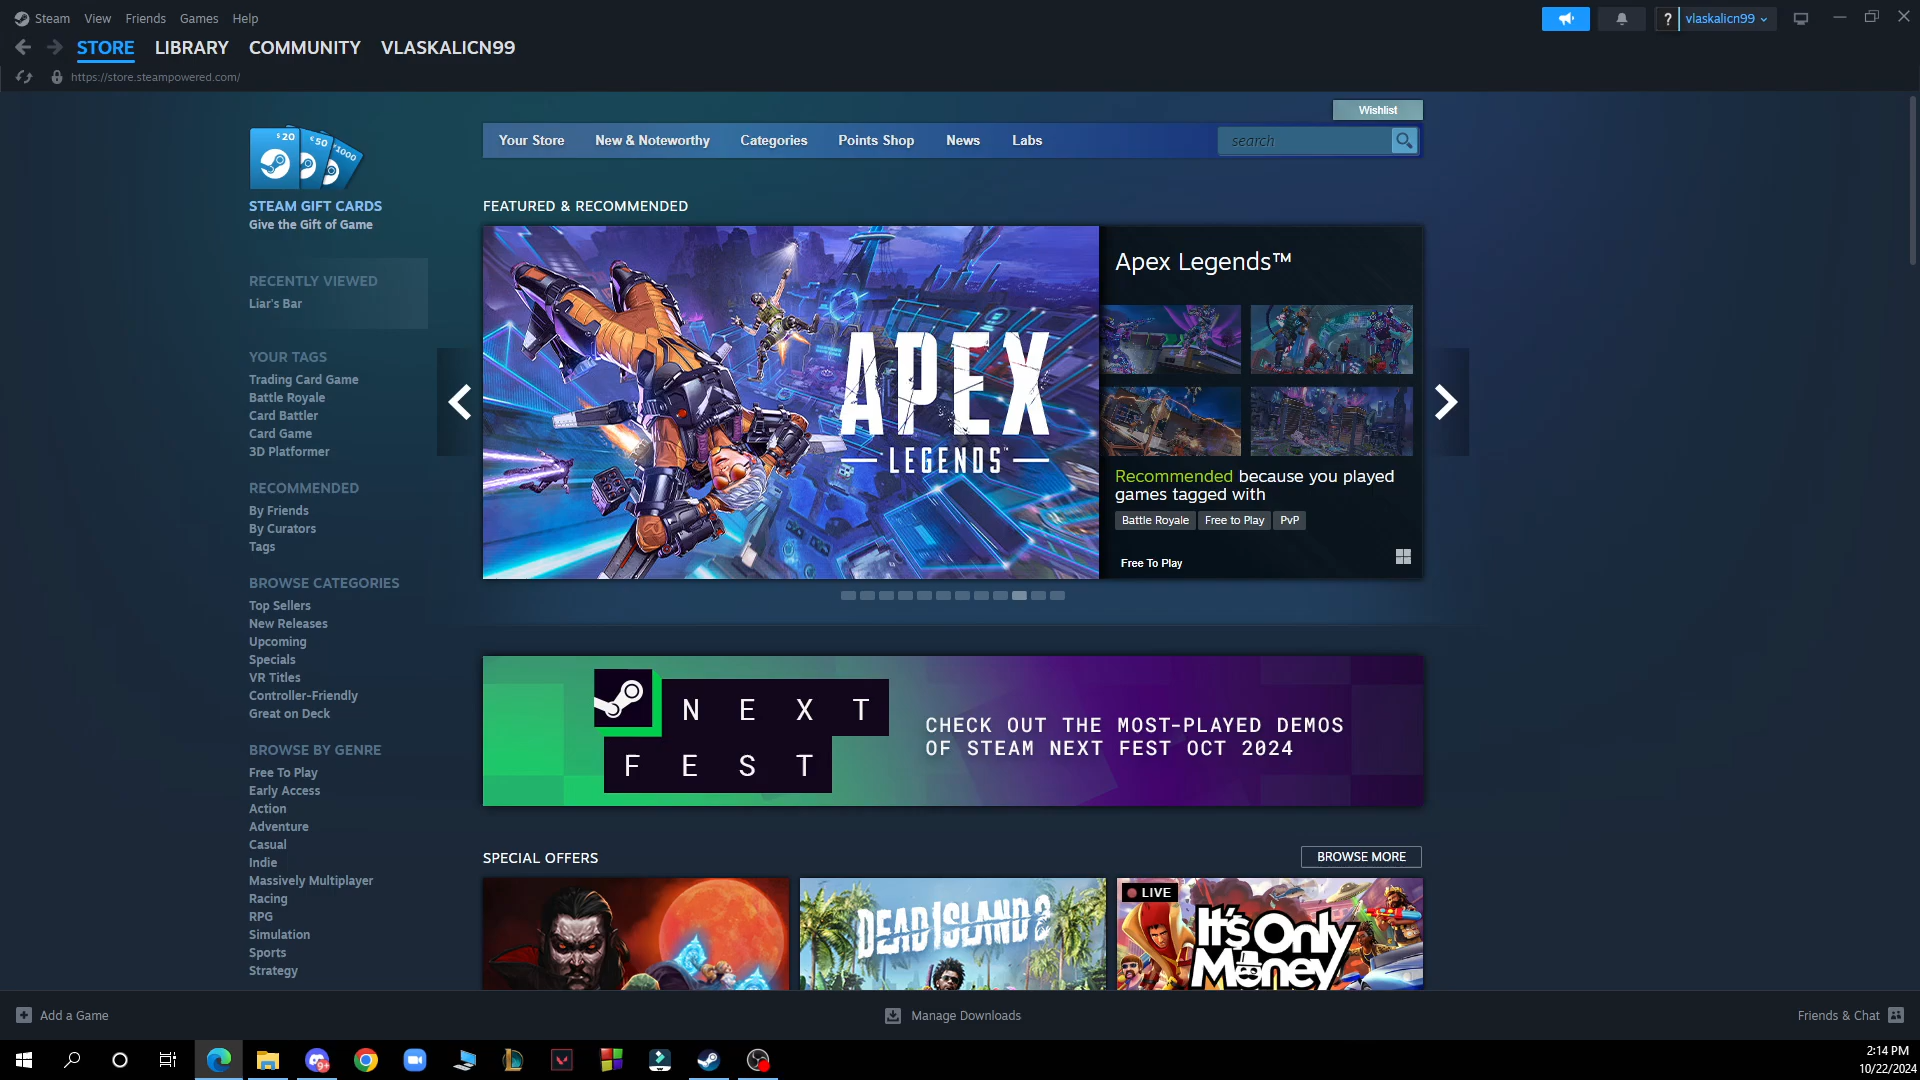 Steam View Friends Games Help
? vlaskalicn99
STORE LIBRARY COMMUNITY VLASKALICN99
https://store.steampowered.com/
Wishlist
$20 €50 ¥1000
Your Store New & Noteworthy Categories Points Shop News Labs
search
STEAM GIFT CARDS
Give the Gift of Game
RECENTLY VIEWED
Liar's Bar
YOUR TAGS
Trading Card Game
Battle Royale
Card Battler
Card Game
3D Platformer
RECOMMENDED
By Friends
By Curators
Tags
BROWSE CATEGORIES
Top Sellers
New Releases
Upcoming
Specials
VR Titles
Controller-Friendly
Great on Deck
BROWSE BY GENRE
Free To Play
Early Access
Action
Adventure
Casual
Indie
Massively Multiplayer
Racing
RPG
Simulation
Sports
Strategy
FEATURED & RECOMMENDED
APEX
LEGENDS™
Apex Legends™
Recommended because you played
games tagged with
Battle Royale Free to Play PvP
Free To Play
NEXT
FEST
CHECK OUT THE MOST-PLAYED DEMOS
OF STEAM NEXT FEST OCT 2024
SPECIAL OFFERS
BROWSE MORE
DEAD ISLAND 2
LIVE
It's Only
Money
Add a Game
Manage Downloads
Friends & Chat
9+
2:14 PM
10/22/2024